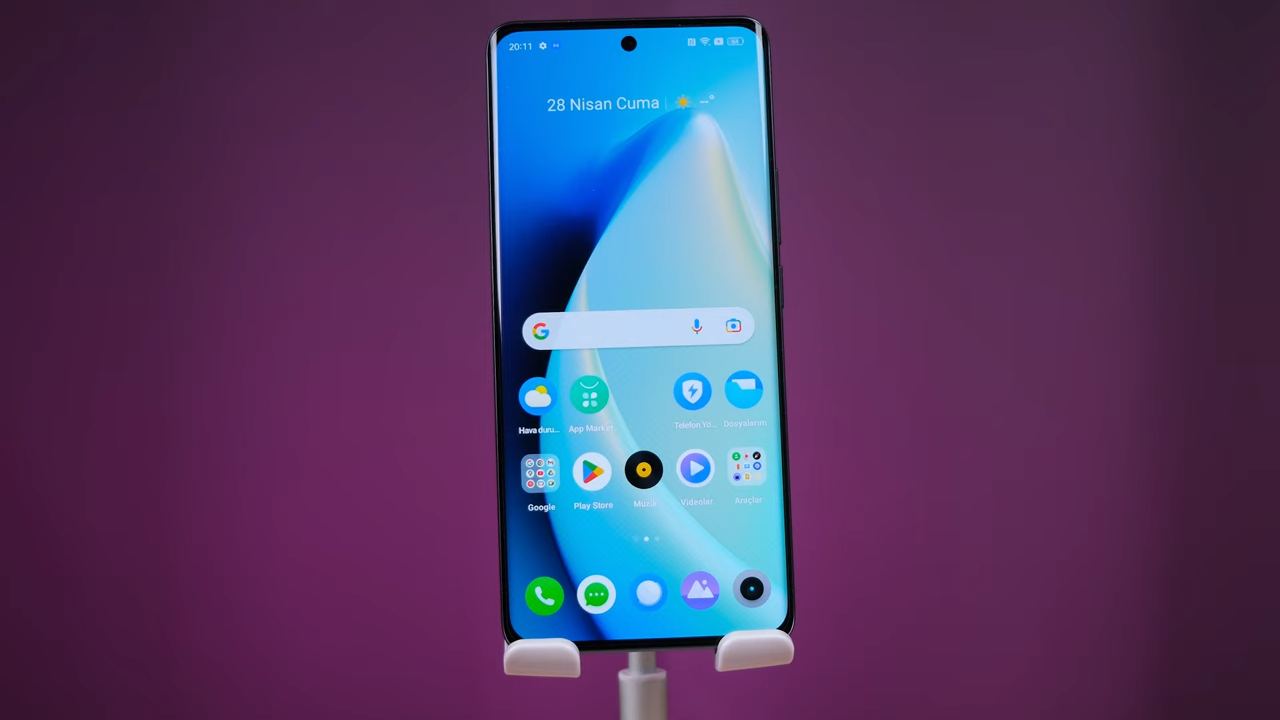 20:11
28 Nisan Cuma
Hava duru...
App Market
Telefon Yö...
Dosyalarım
Google
Play Store
Müzik
Videolar
Araçlar